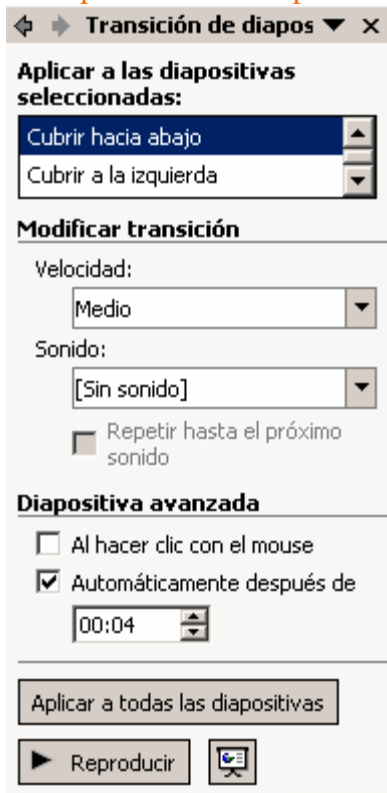 Transición de diapos
Aplicar a las diapositivas
seleccionadas:
Cubrir hacia abajo
Cubrir a la izquierda
Modificar transición
Velocidad:
Medio
Sonido:
[Sin sonido]
Repetir hasta el próximo
sonido
Diapositiva avanzada
Al hacer clic con el mouse
Automáticamente después de
00:04
Aplicar a todas las diapositivas
Reproducir